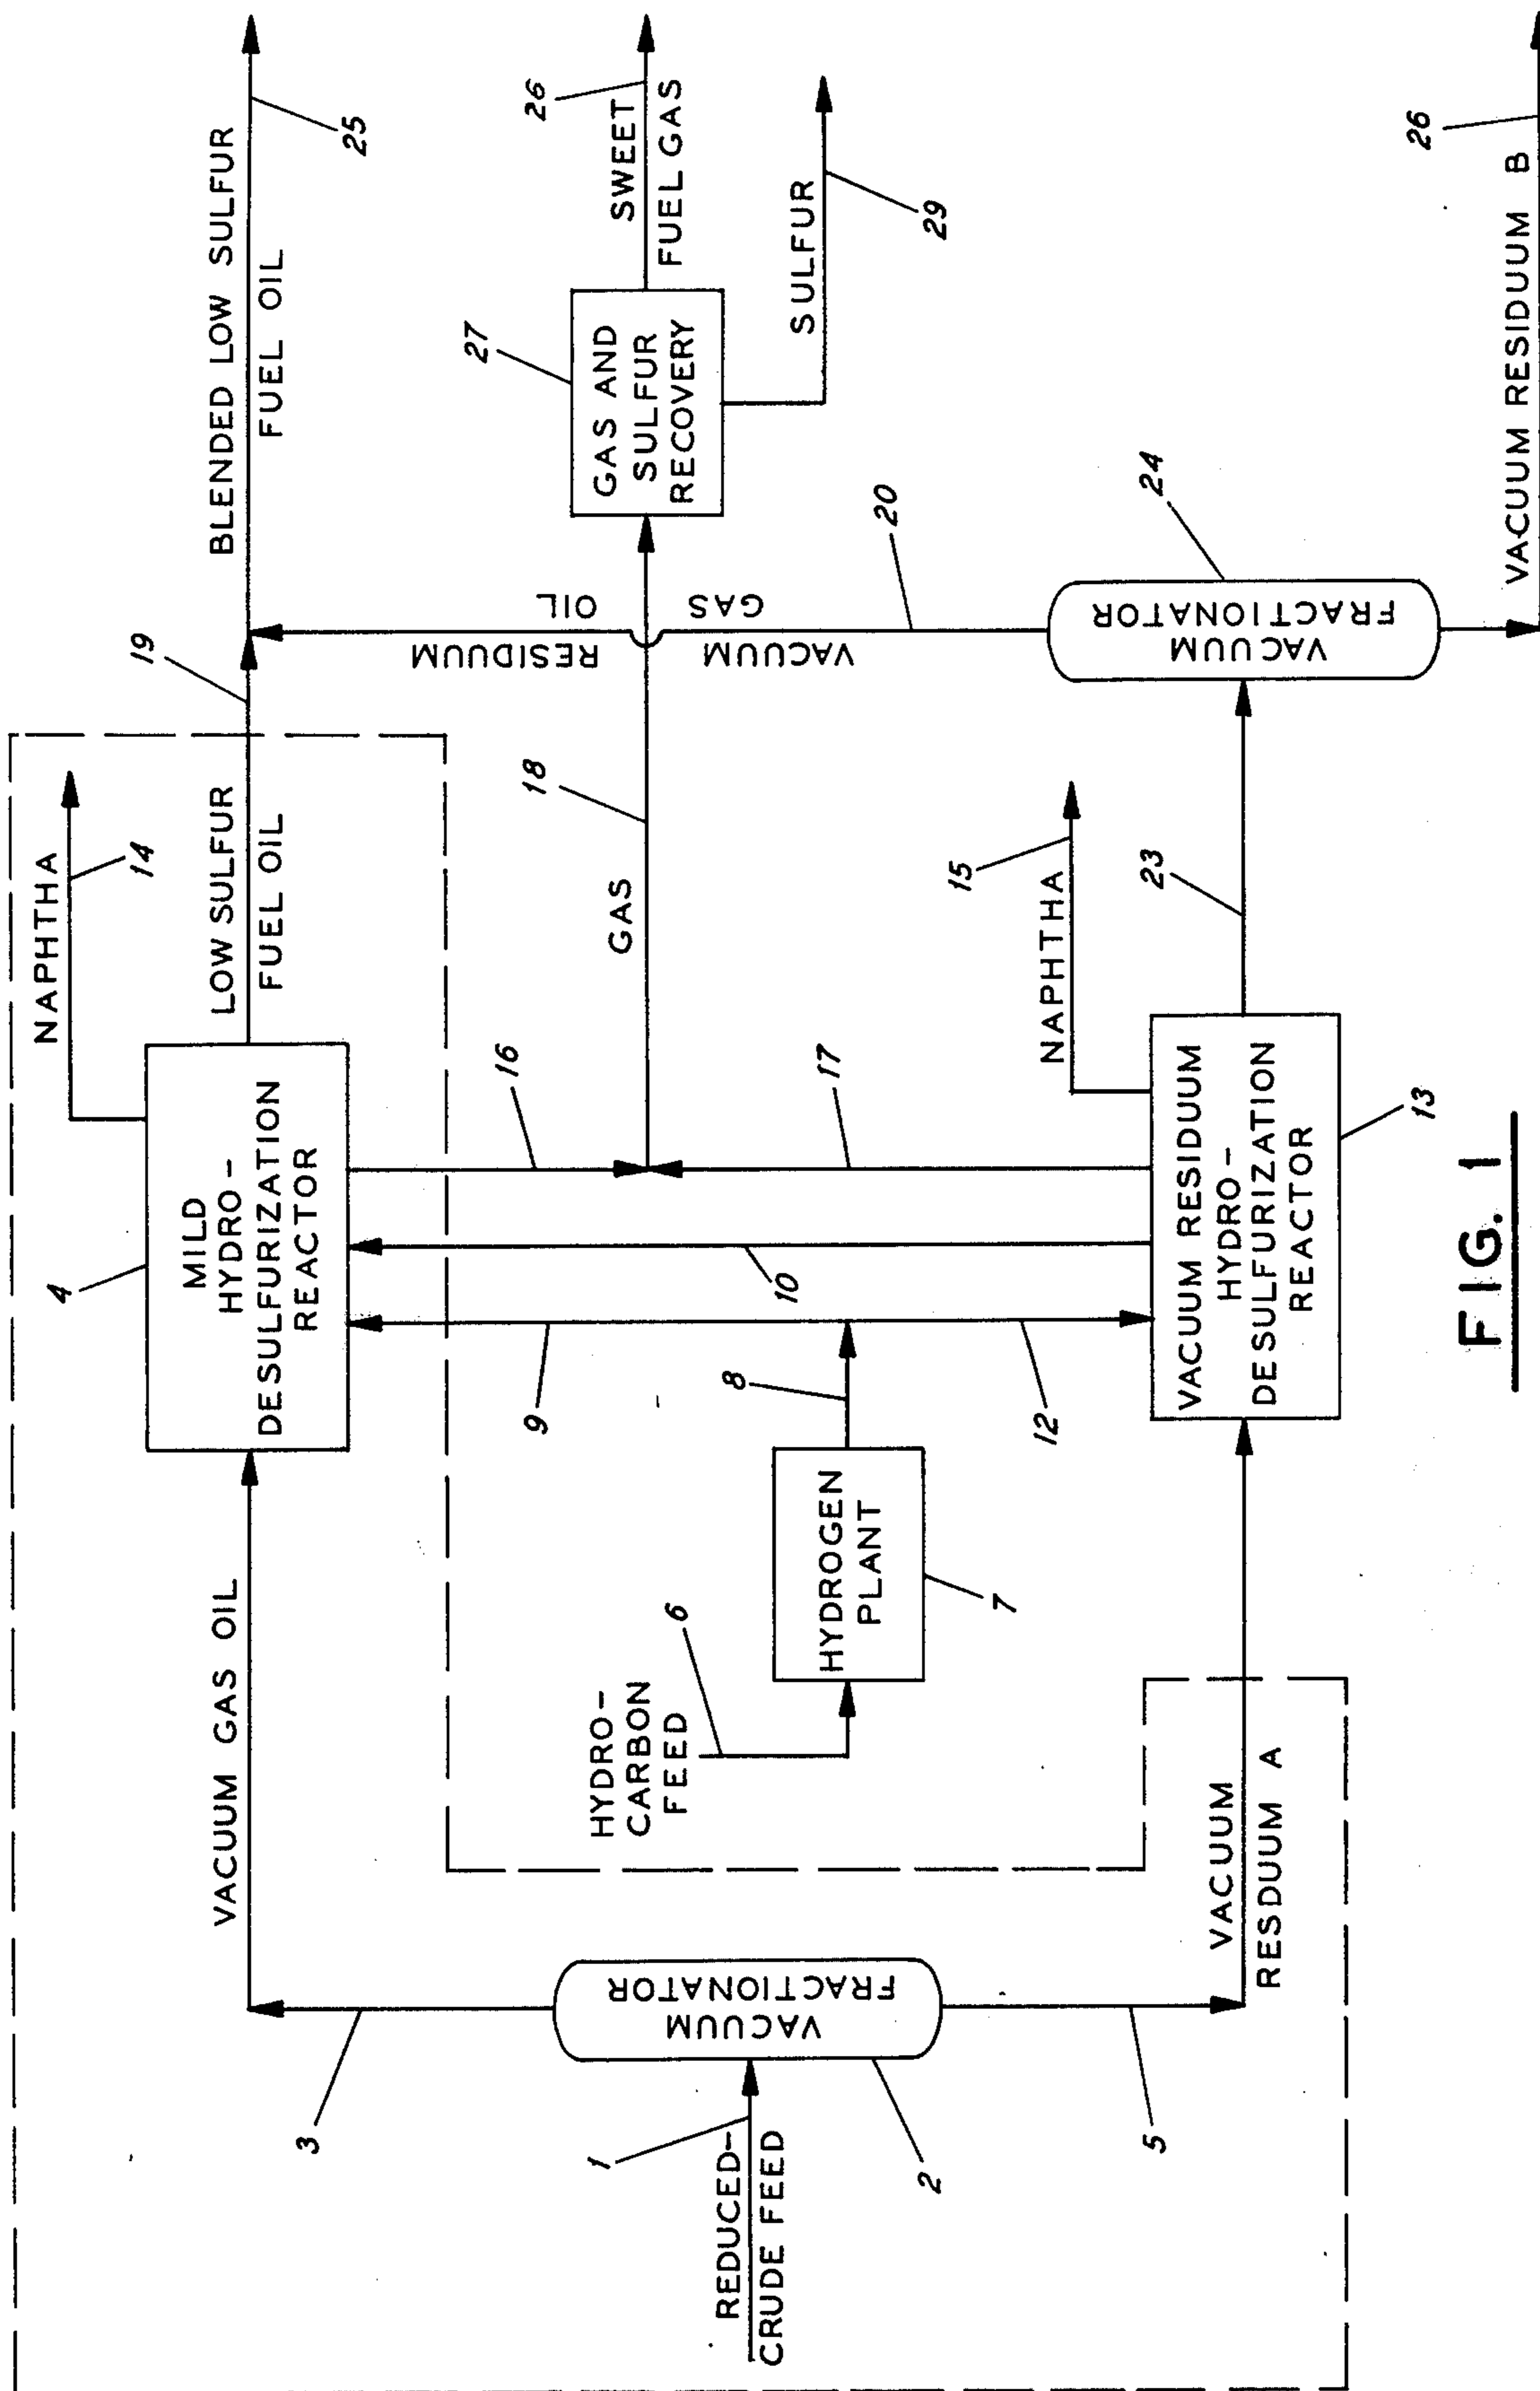 REDUCED-
CRUDE FEED
1
2
VACUUM
FRACTIONATOR
3
5
VACUUM GAS OIL
VACUUM
RESDUUM A
HYDRO-
CARBON
FEED
6
HYDROGEN
PLANT
7
8
9
10
12
4
MILD
HYDRO-
DESULFURIZATION
REACTOR
VACUUM RESIDUUM
HYDRO-
DESULFURIZATION
REACTOR
13
16
17
NAPHTHA
14
LOW SULFUR
FUEL OIL
19
NAPHTHA
15
23
GAS
18
VACUUM
GAS
RESIDUUM
OIL
20
VACUUM
FRACTIONATOR
24
GAS AND
SULFUR
RECOVERY
27
BLENDED LOW SULFUR
FUEL OIL
25
SWEET
FUEL GAS
26
SULFUR
29
VACUUM RESIDUUM B
26
FIG. 1